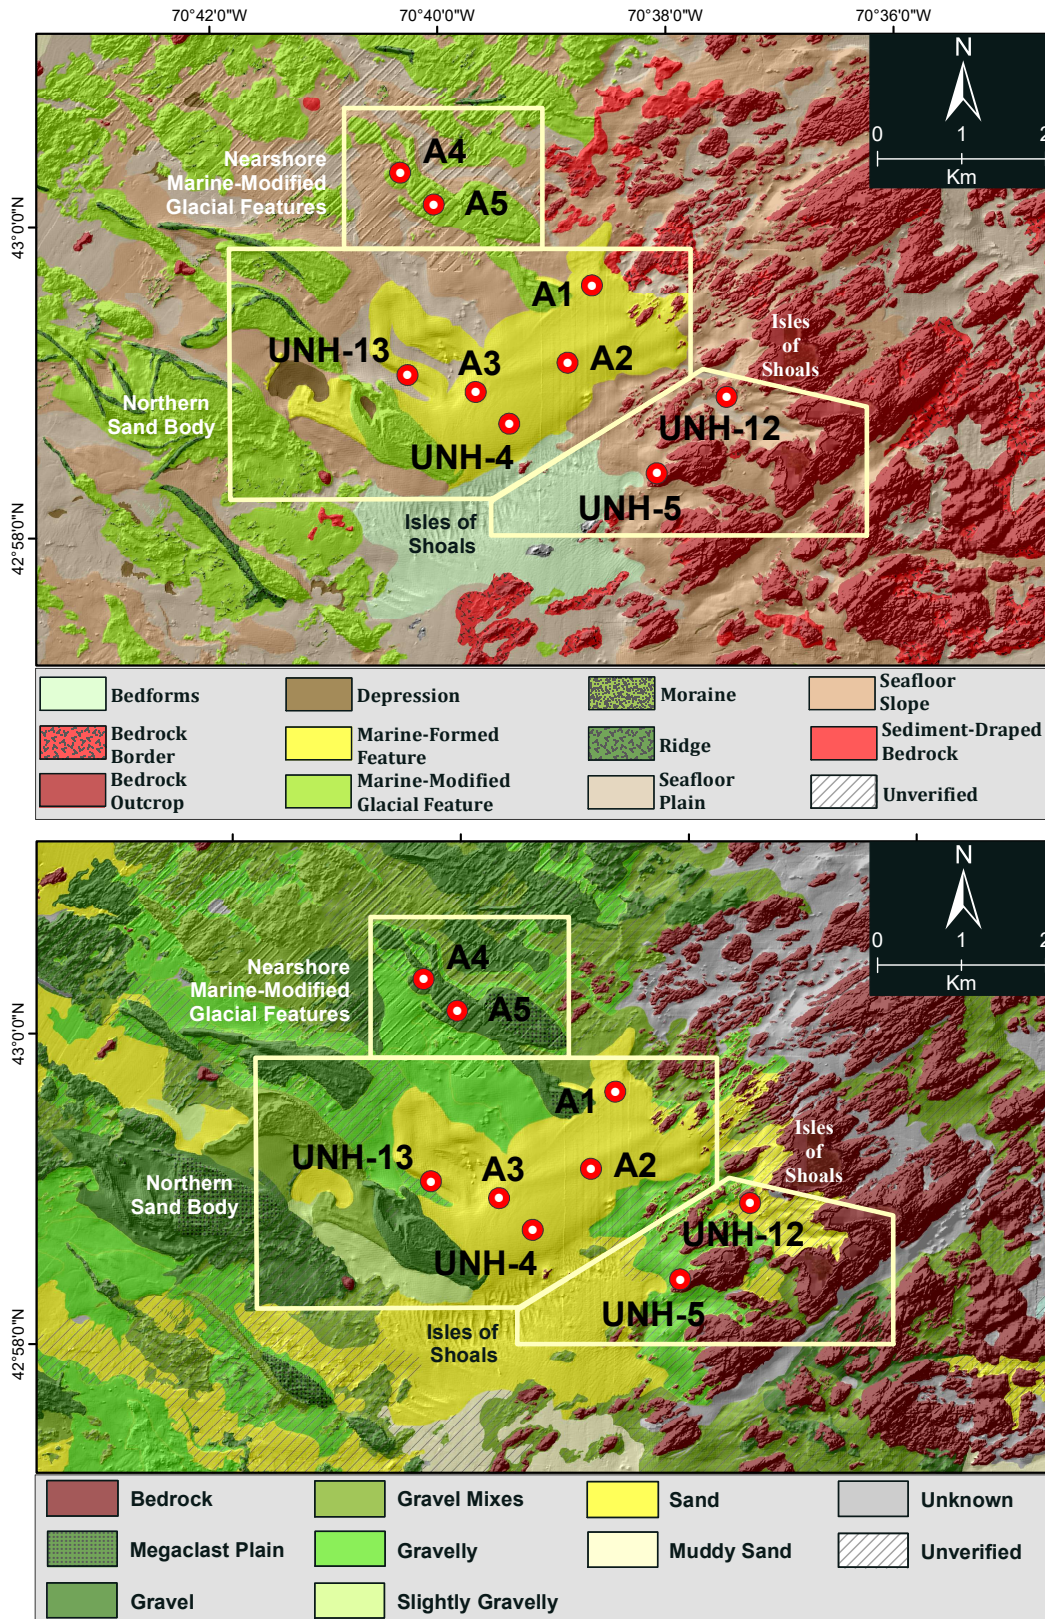 70°42'0"W 70°40'0"W 70°38'0"W 70°36'0"W
N
0 1 2
Km
A4
Nearshore
Marine-Modified
Glacial Features
A5
43°0'0"N
A1
Isles
of
Shoals
UNH-13
A3
A2
Northern
Sand Body
UNH-12
UNH-4
UNH-5
Isles of
Shoals
42°58'0"N
Bedforms
Depression
Moraine
Seafloor
Slope
Bedrock
Border
Marine-Formed
Feature
Ridge
Sediment-Draped
Bedrock
Bedrock
Outcrop
Marine-Modified
Glacial Feature
Seafloor
Plain
Unverified
N
0 1 2
Km
A4
Nearshore
Marine-Modified
Glacial Features
A5
43°0'0"N
A1
Isles
of
Shoals
UNH-13
A3
A2
Northern
Sand Body
UNH-12
UNH-4
UNH-5
Isles of
Shoals
42°58'0"N
Bedrock
Gravel Mixes
Sand
Unknown
Megaclast Plain
Gravelly
Muddy Sand
Unverified
Gravel
Slightly Gravelly